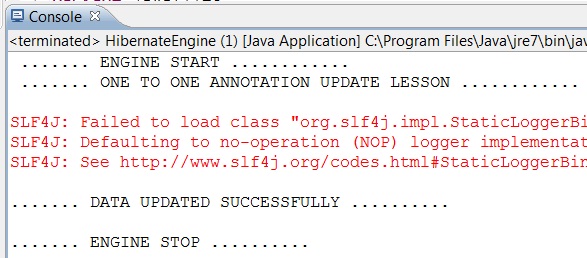 Console
<terminated> HibernateEngine (1) [Java Application] C:\Program Files\Java\jre7\bin\jav
....... ENGINE START ............
....... ONE TO ONE ANNOTATION UPDATE LESSON ............
SLF4J: Failed to load class "org.slf4j.impl.StaticLoggerBin
SLF4J: Defaulting to no-operation (NOP) logger implementat
SLF4J: See http://www.slf4j.org/codes.html#StaticLoggerBin
....... DATA UPDATED SUCCESSFULLY ..........
....... ENGINE STOP ..........